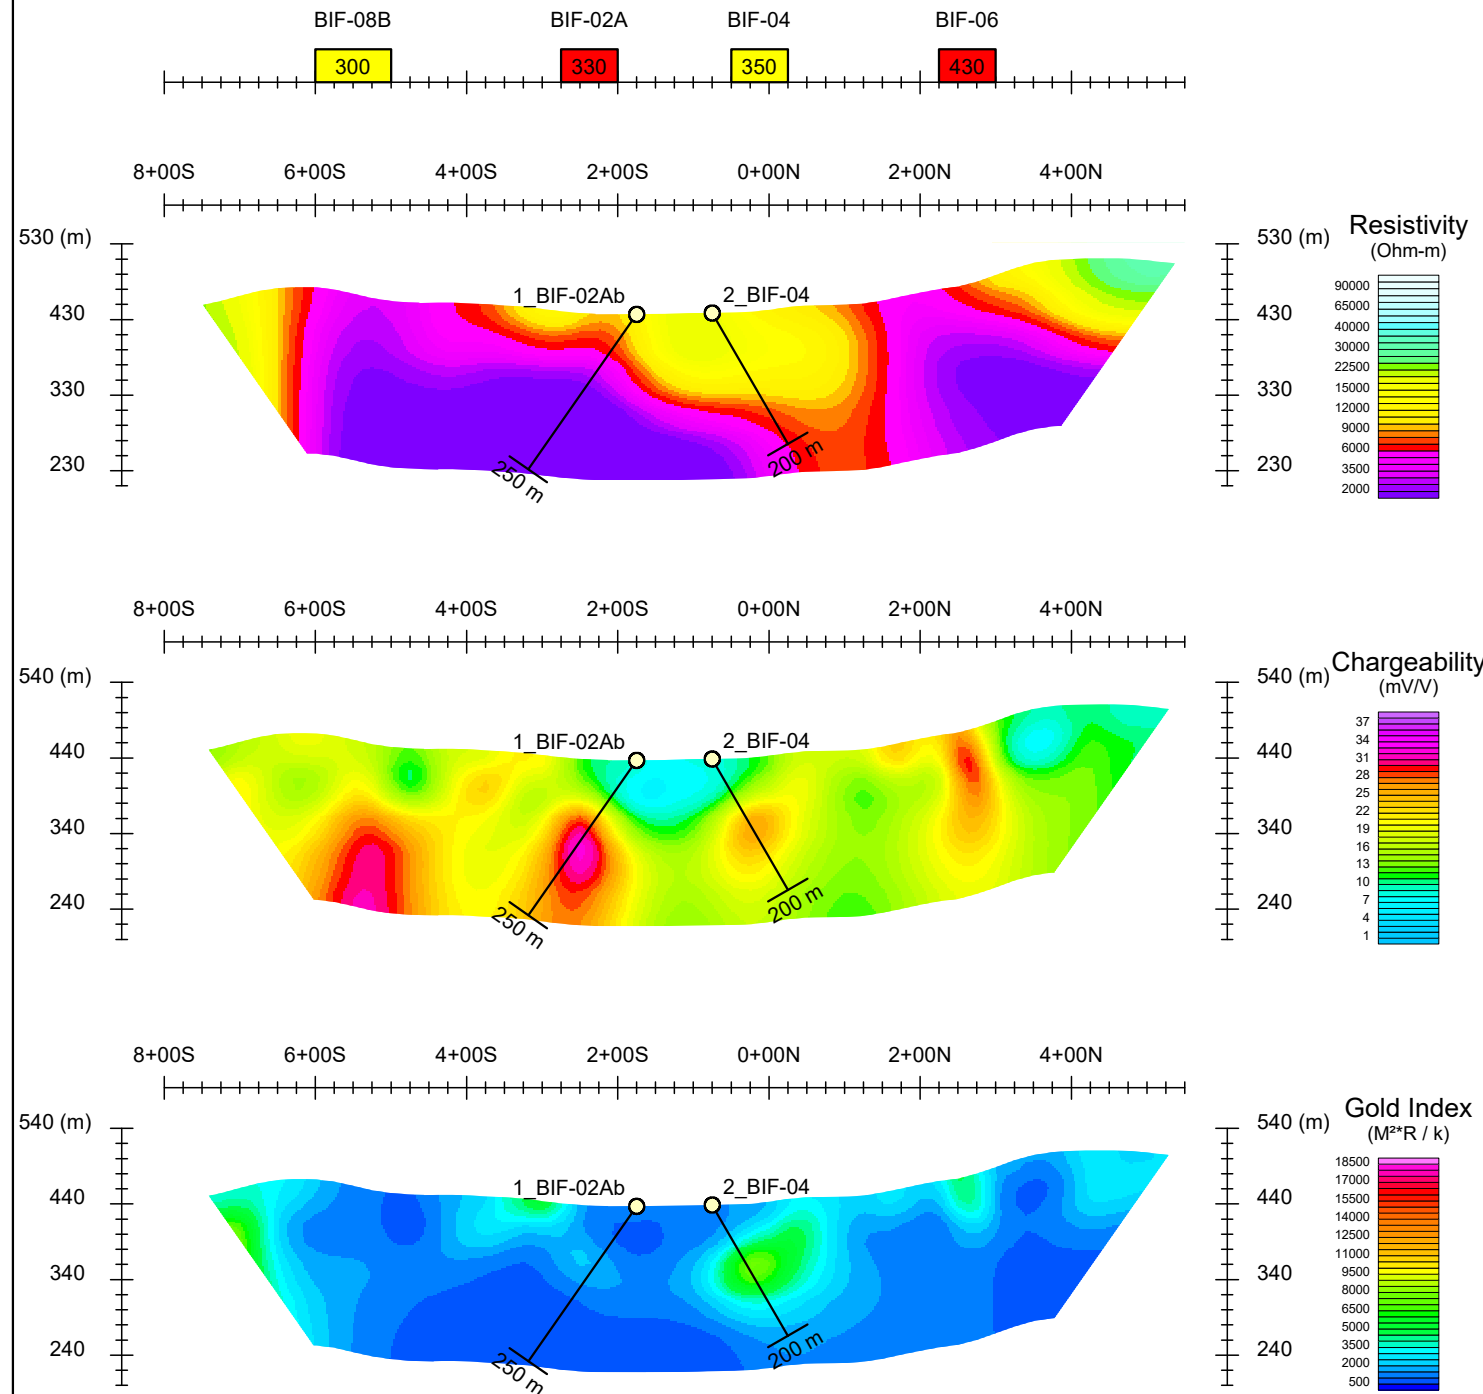 BIF-08B BIF-02A BIF-04 BIF-06
300 330 350 430
8+00S 6+00S 4+00S 2+00S 0+00N 2+00N 4+00N
530 (m) 530 (m)
430 430
330 330
230 230
1_BIF-02Ab 2_BIF-04
250 m 200 m
Resistivity
(Ohm-m)
90000
65000
40000
30000
22500
15000
12000
9000
6000
3500
2000
8+00S 6+00S 4+00S 2+00S 0+00N 2+00N 4+00N
540 (m) 540 (m)
440 440
340 340
240 240
1_BIF-02Ab 2_BIF-04
250 m 200 m
Chargeability
(mV/V)
37
34
31
28
25
22
19
16
13
10
7
4
1
8+00S 6+00S 4+00S 2+00S 0+00N 2+00N 4+00N
540 (m) 540 (m)
440 440
340 340
240 240
1_BIF-02Ab 2_BIF-04
250 m 200 m
Gold Index
(M²*R / k)
18500
17000
15500
14000
12500
11000
9500
8000
6500
5000
3500
2000
500